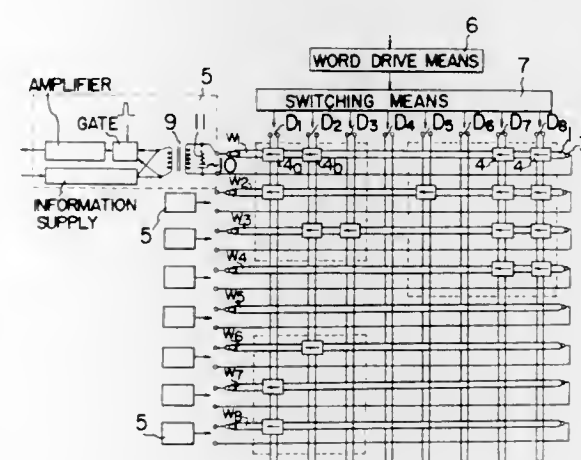 6
WORD DRIVE MEANS
7
SWITCHING MEANS
5
AMPLIFIER
GATE
9
11
10
INFORMATION
SUPPLY
D1 D2 D3 D4 D5 D6 D7 D8
W1
4a 4b 4 4
W2
5
W3
5
W4
W5
W6
W7
W8
5